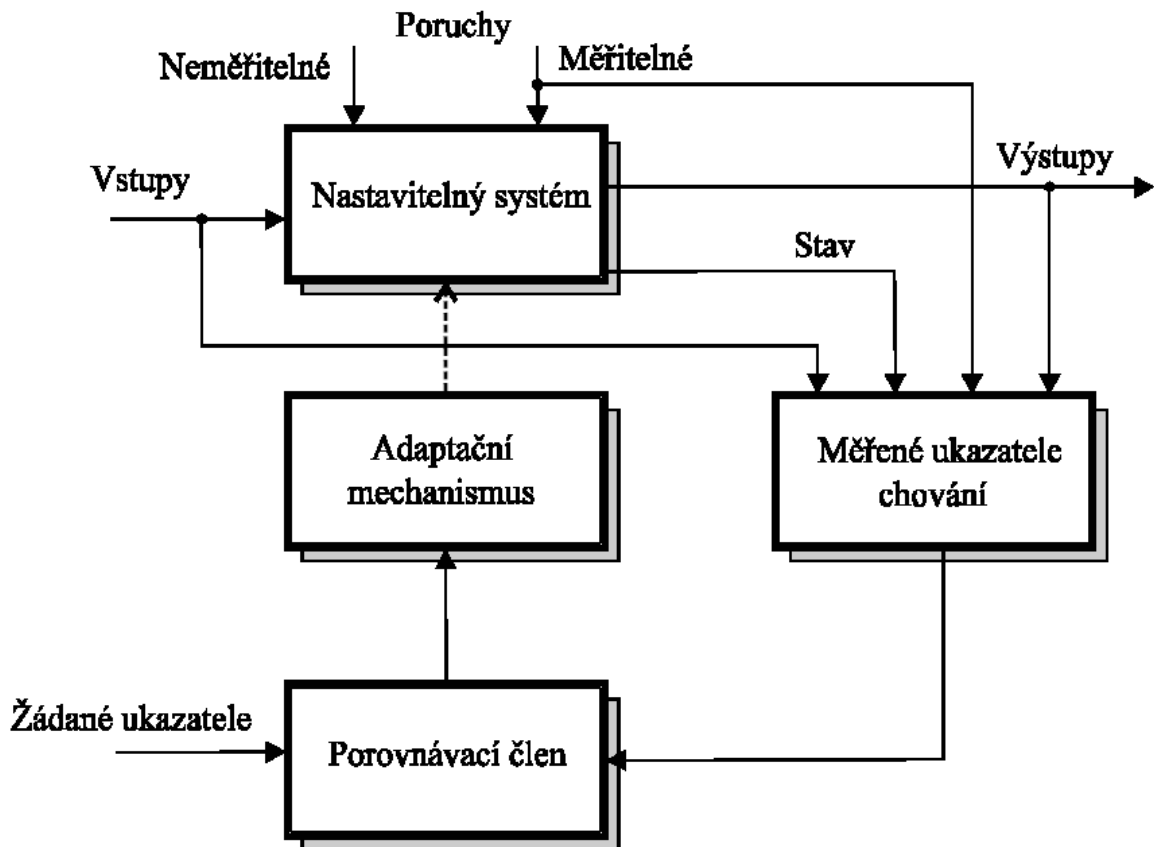 Poruchy
Neměřitelné
Měřitelné
Vstupy
Výstupy
Nastavitelný systém
Stav
Adaptační
mechanismus
Měřené ukazatele
chování
Žádané ukazatele
Porovnávací člen